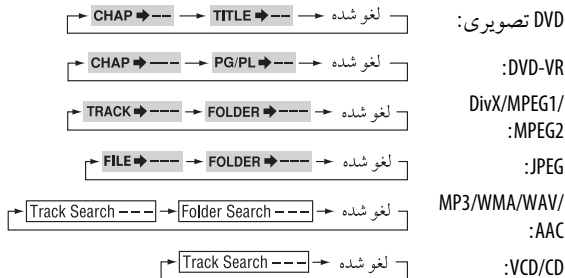 DVD تصویری: CHAP ➡ -- → TITLE ➡ -- → لغو شده
DVD-VR: CHAP ➡ --- → PG/PL ➡ -- → لغو شده
DivX/MPEG1/
MPEG2: TRACK ➡ --- → FOLDER ➡ --- → لغو شده
JPEG: FILE ➡ --- → FOLDER ➡ --- → لغو شده
MP3/WMA/WAV/
AAC: Track Search --- → Folder Search --- → لغو شده
VCD/CD: Track Search --- → لغو شده